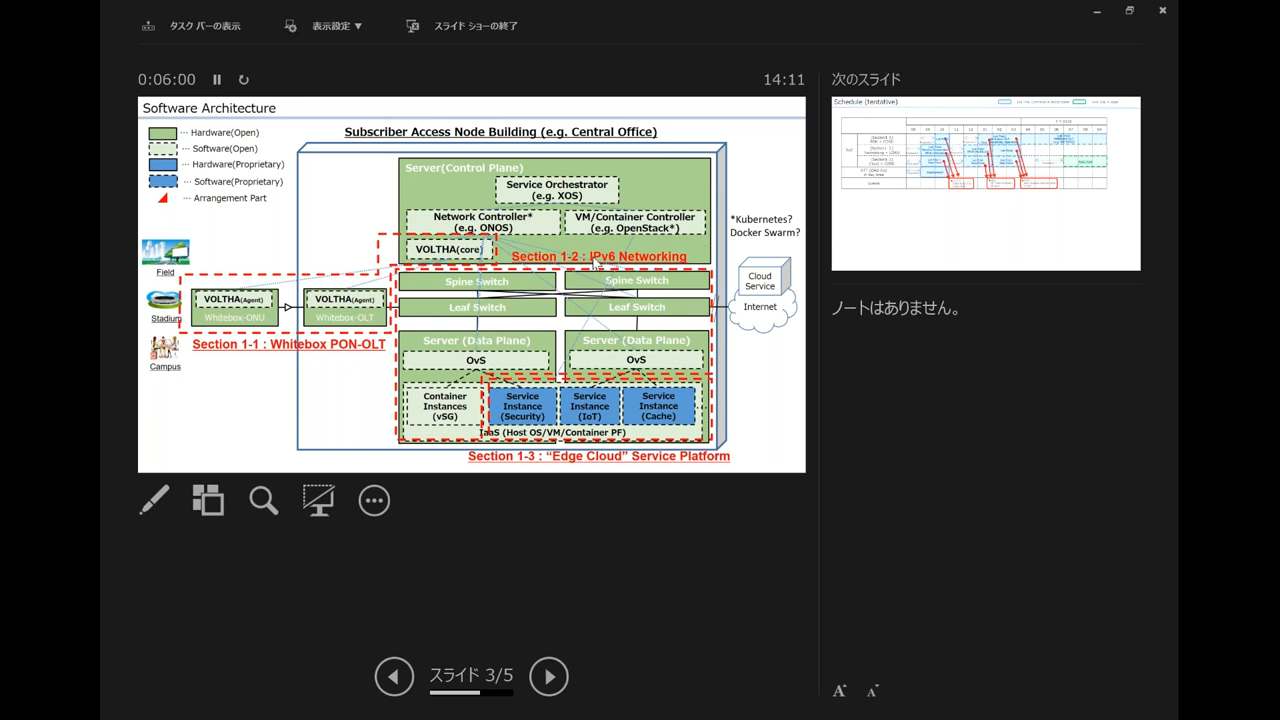 タスク バーの表示
表示設定 ▼
スライド ショーの終了
0:06:00
14:11
次のスライド
Software Architecture
Hardware(Open)
Software(Open)
Hardware(Proprietary)
Software(Proprietary)
Arrangement Part
Subscriber Access Node Building (e.g. Central Office)
Server(Control Plane)
Service Orchestrator
(e.g. XOS)
Network Controller*
(e.g. ONOS)
VM/Container Controller
(e.g. OpenStack*)
*Kubernetes?
Docker Swarm?
VOLTHA(core)
Section 1-2 : IPv6 Networking
Field
Stadium
Campus
VOLTHA(Agent)
Whitebox-ONU
VOLTHA(Agent)
Whitebox-OLT
Section 1-1 : Whitebox PON-OLT
Spine Switch
Spine Switch
Leaf Switch
Leaf Switch
Cloud
Service
Internet
Server (Data Plane)
Server (Data Plane)
OvS
OvS
Container
Instances
(vSG)
Service
Instance
(Security)
Service
Instance
(IoT)
Service
Instance
(Cache)
IaaS (Host OS/VM/Container PF)
Section 1-3 : “Edge Cloud” Service Platform
Schedule (tentative)
ノートはありません。
スライド 3/5
A
A